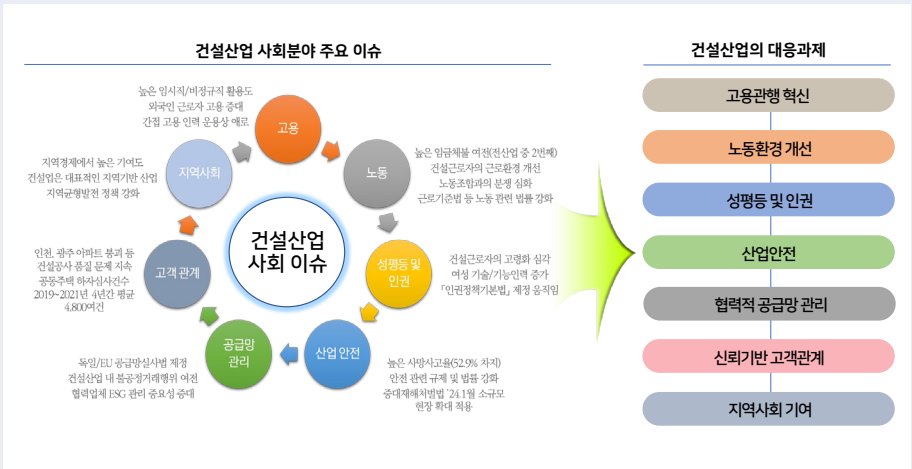 건설산업 사회분야 주요 이슈
건설산업의 대응과제
높은 임시직/비정규직 활용도
외국인 근로자 고용 증대
간접 고용 인력 운용상 애로
고용
높은 임금체불 여전(전산업 중 2번째)
건설근로자의 근로환경 개선
노동조합과의 분쟁 심화
근로기준법 등 노동 관련 법률 강화
노동
건설근로자의 고령화 심각
여성 기술/기능인력 증가
「인권정책기본법」 제정 움직임
성평등 및
인권
높은 사망사고율(52.9% 차지)
안전 관련 규제 및 법률 강화
중대재해처벌법 '24.1월 소규모
현장 확대 적용
산업 안전
독일/EU 공급망실사법 제정
건설산업 내 불공정거래행위 여전
협력업체 ESG 관리 중요성 증대
공급망
관리
인천, 광주 아파트 붕괴 등
건설공사 품질 문제 지속
공동주택 하자심사건수
2019~2021년 4년간 평균
4,800여건
고객 관계
지역경제에서 높은 기여도
건설업은 대표적인 지역기반 산업
지역균형발전 정책 강화
지역사회
건설산업
사회 이슈
고용관행 혁신
노동환경 개선
성평등 및 인권
산업안전
협력적 공급망 관리
신뢰기반 고객관계
지역사회 기여